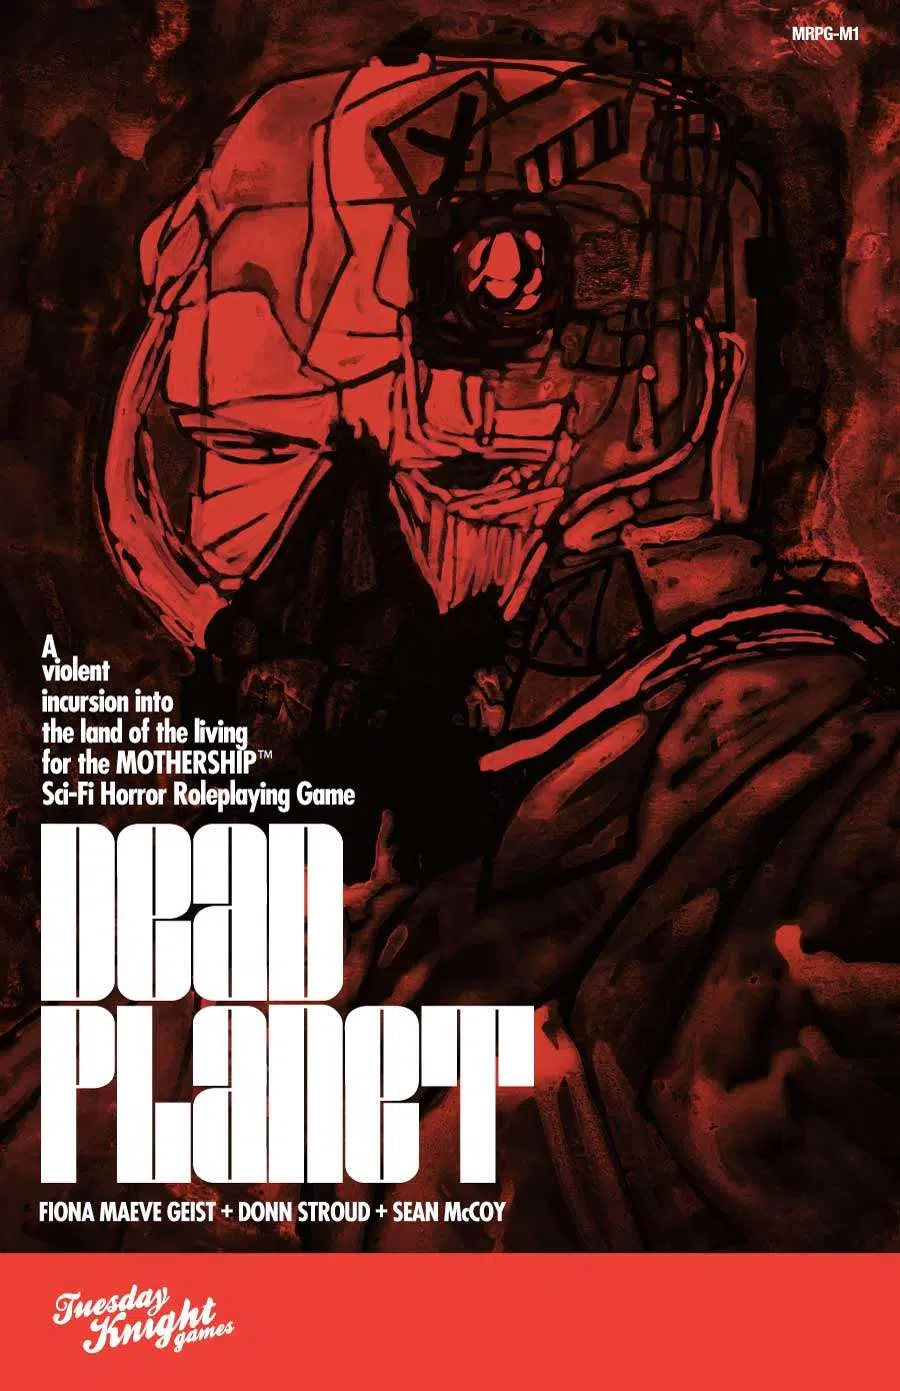 MRPG-M1
A
violent
incursion into
the land of the living
for the MOTHERSHIP™
Sci-Fi Horror Roleplaying Game
DeaD
PLaneT
FIONA MAEVE GEIST + DONN STROUD + SEAN McCOY
Tuesday
Knight
games